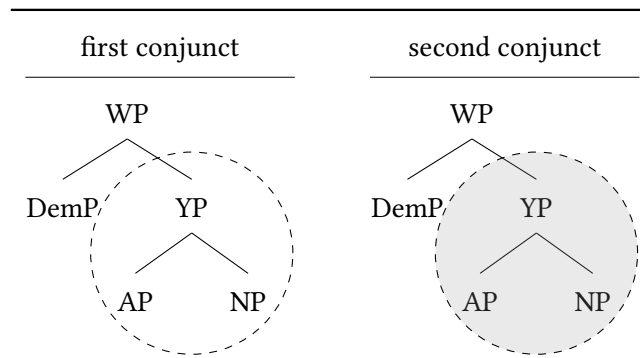 first conjunct second conjunct
WP WP
DemP YP DemP YP
AP NP AP NP